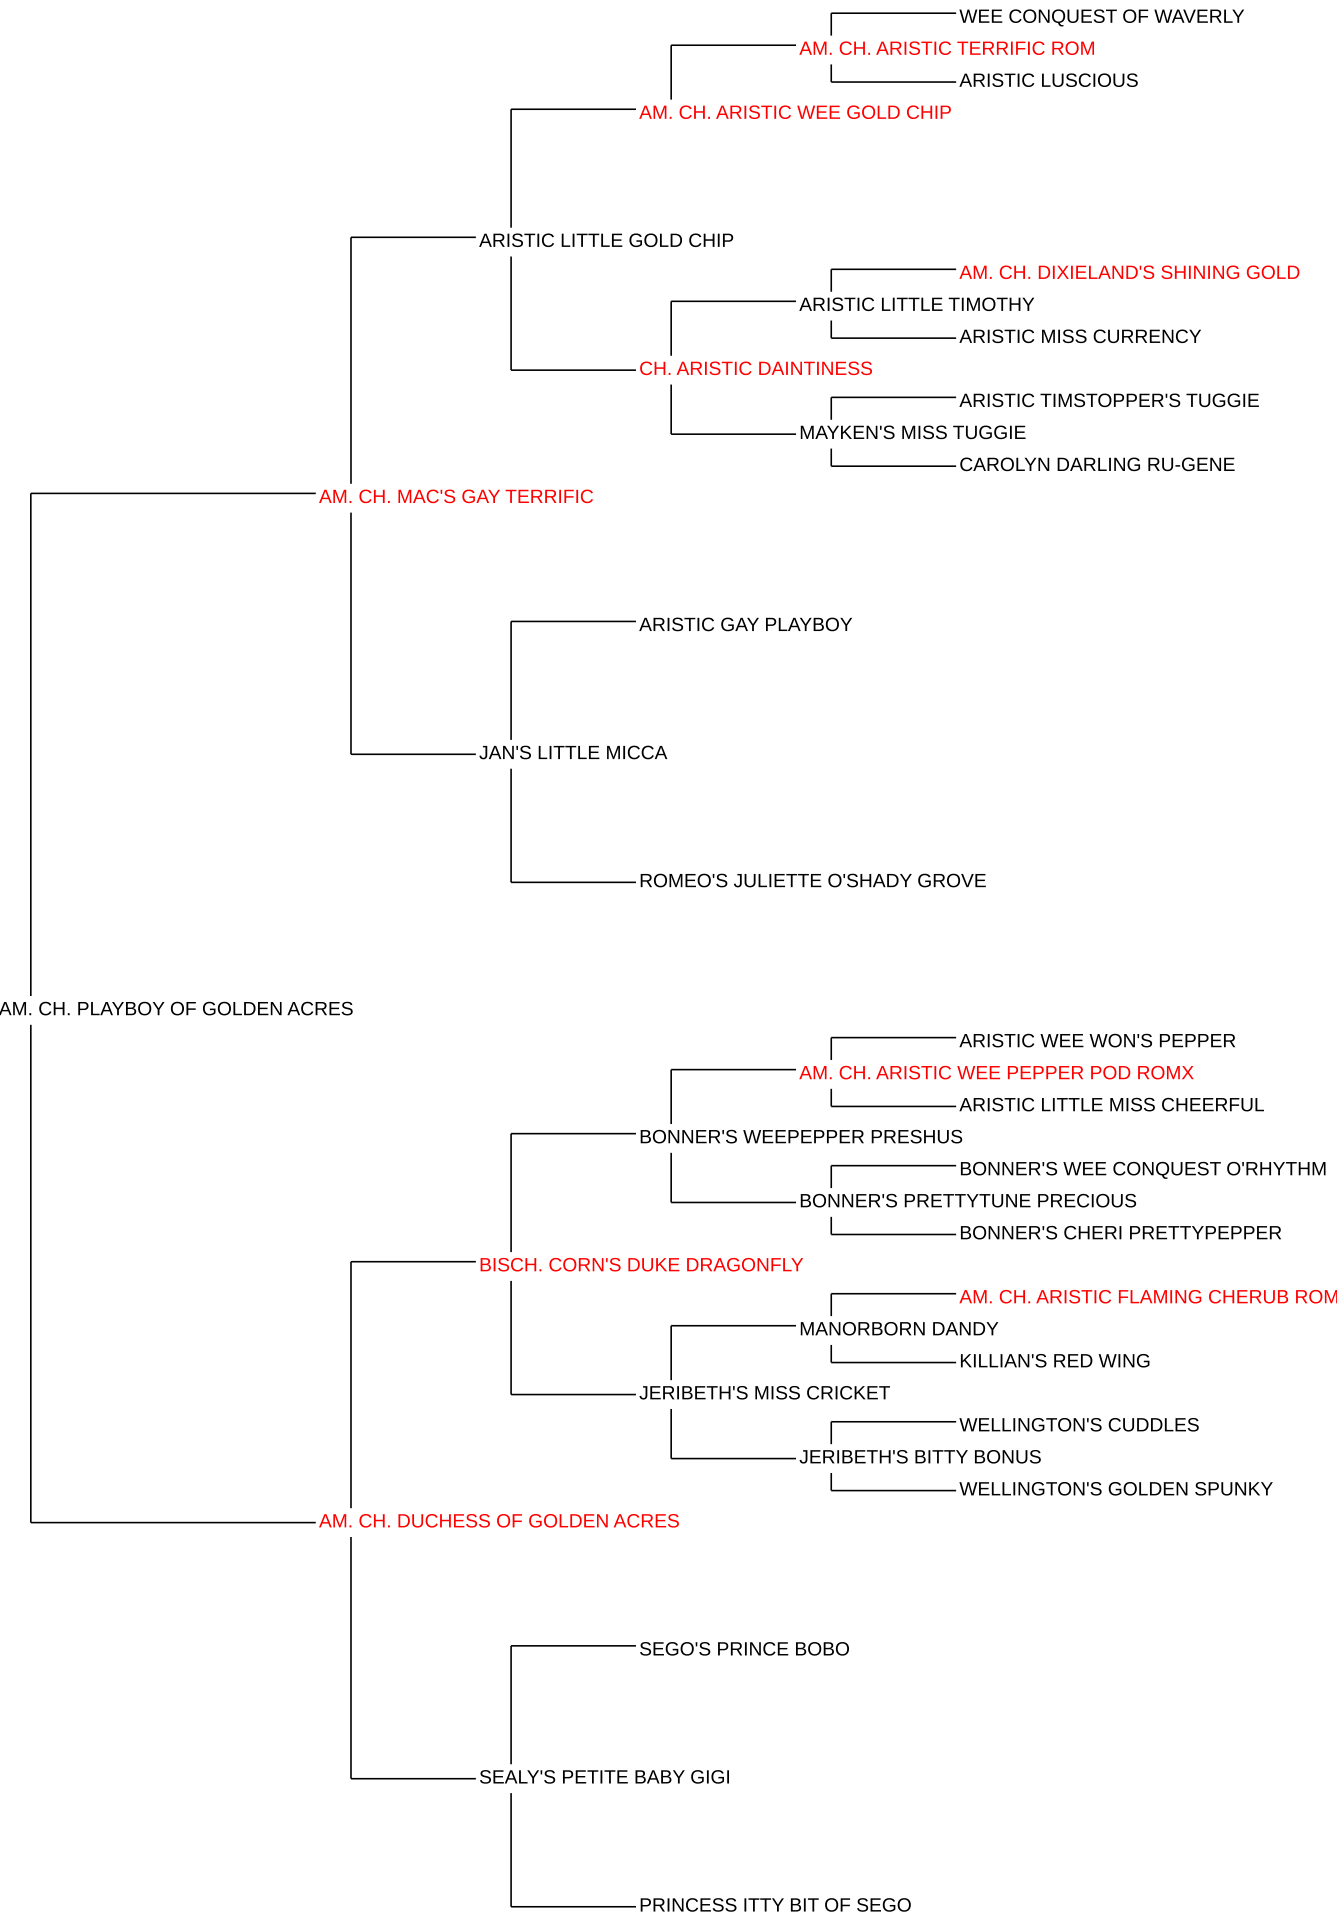 WEE CONQUEST OF WAVERLY
AM. CH. ARISTIC TERRIFIC ROM
ARISTIC LUSCIOUS
AM. CH. ARISTIC WEE GOLD CHIP
ARISTIC LITTLE GOLD CHIP
AM. CH. DIXIELAND'S SHINING GOLD
ARISTIC LITTLE TIMOTHY
ARISTIC MISS CURRENCY
CH. ARISTIC DAINTINESS
ARISTIC TIMSTOPPER'S TUGGIE
MAYKEN'S MISS TUGGIE
CAROLYN DARLING RU-GENE
AM. CH. MAC'S GAY TERRIFIC
ARISTIC GAY PLAYBOY
JAN'S LITTLE MICCA
ROMEO'S JULIETTE O'SHADY GROVE
AM. CH. PLAYBOY OF GOLDEN ACRES
ARISTIC WEE WON'S PEPPER
AM. CH. ARISTIC WEE PEPPER POD ROMX
ARISTIC LITTLE MISS CHEERFUL
BONNER'S WEEPEPPER PRESHUS
BONNER'S WEE CONQUEST O'RHYTHM
BONNER'S PRETTYTUNE PRECIOUS
BONNER'S CHERI PRETTYPEPPER
BISCH. CORN'S DUKE DRAGONFLY
AM. CH. ARISTIC FLAMING CHERUB ROM
MANORBORN DANDY
KILLIAN'S RED WING
JERIBETH'S MISS CRICKET
WELLINGTON'S CUDDLES
JERIBETH'S BITTY BONUS
WELLINGTON'S GOLDEN SPUNKY
AM. CH. DUCHESS OF GOLDEN ACRES
SEGO'S PRINCE BOBO
SEALY'S PETITE BABY GIGI
PRINCESS ITTY BIT OF SEGO